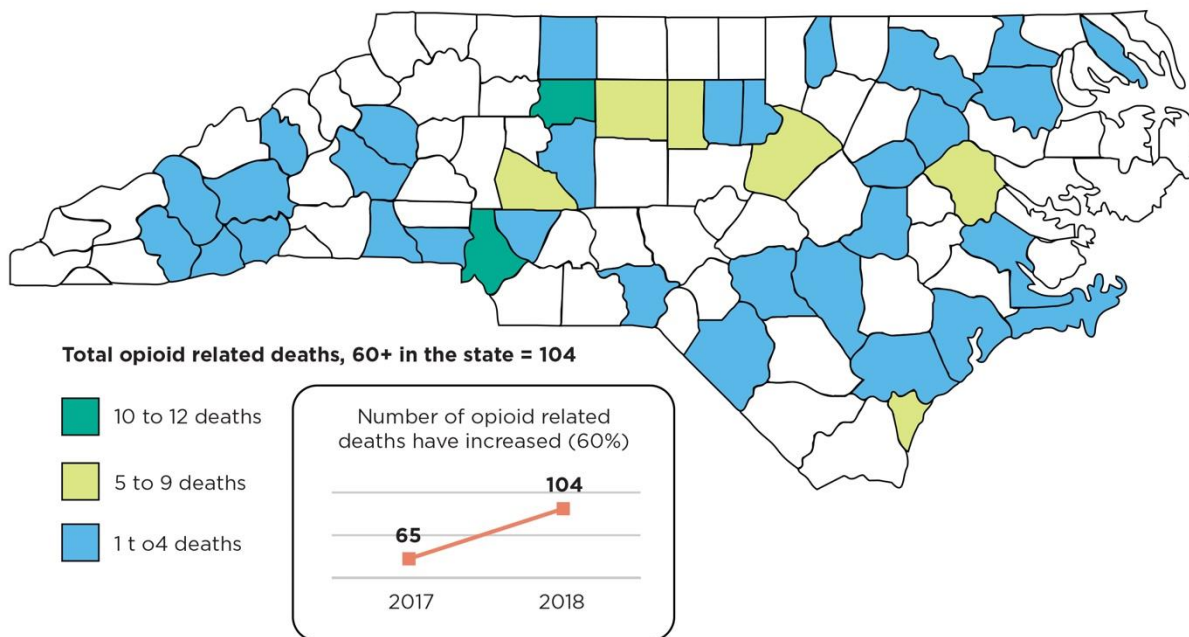 Total opioid related deaths, 60+ in the state = 104
10 to 12 deaths
5 to 9 deaths
1 t o4 deaths
Number of opioid related
deaths have increased (60%)
104
65
2017
2018